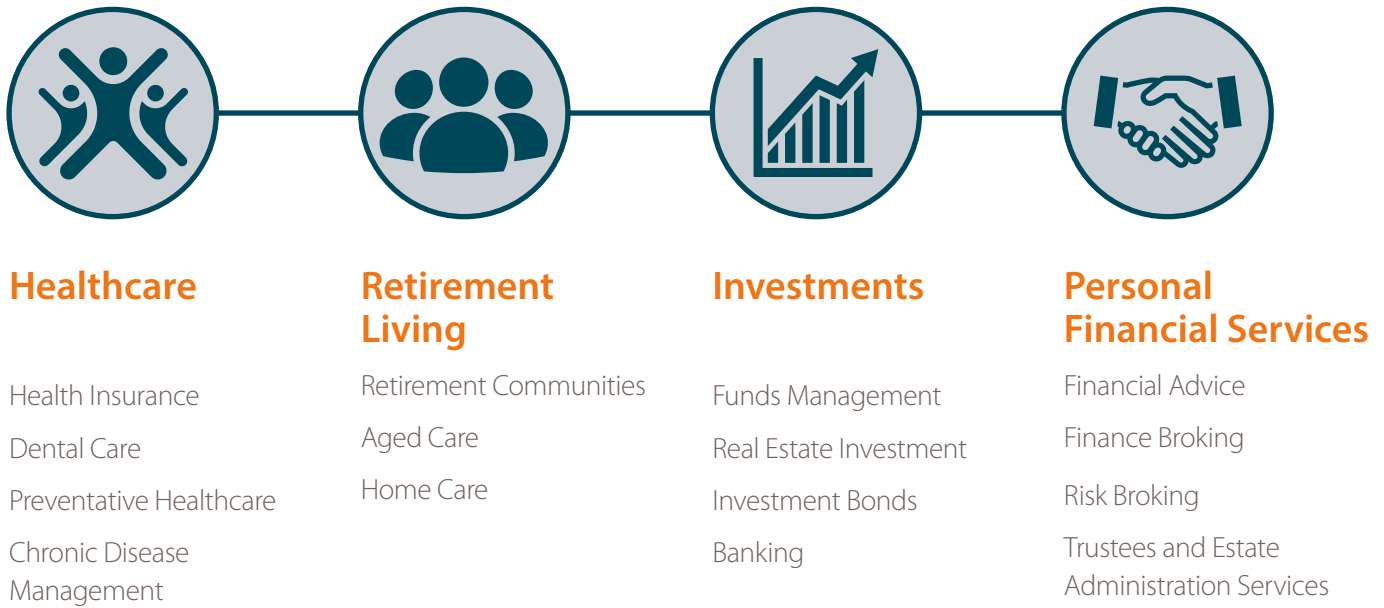 Healthcare
Health Insurance
Dental Care
Preventative Healthcare
Chronic Disease
Management
Retirement
Living
Retirement Communities
Aged Care
Home Care
Investments
Funds Management
Real Estate Investment
Investment Bonds
Banking
Personal
Financial Services
Financial Advice
Finance Broking
Risk Broking
Trustees and Estate
Administration Services